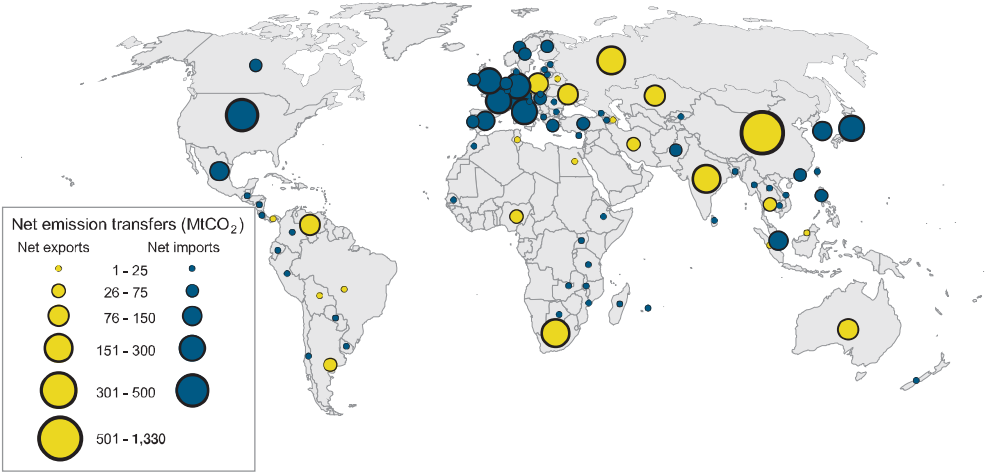 Net emission transfers (MtCO₂)
Net exports Net imports
1 - 25
26 - 75
76 - 150
151 - 300
301 - 500
501 - 1,330